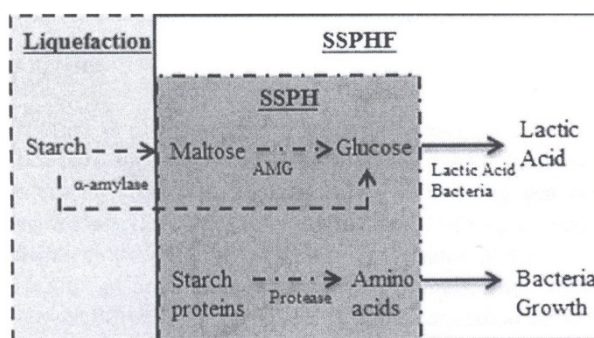 Liquefaction
SSPHF
SSPH
Starch
Maltose
Glucose
Lactic
Acid
α-amylase
AMG
Lactic Acid
Bacteria
Starch
proteins
Protease
Amino
acids
Bacteria
Growth